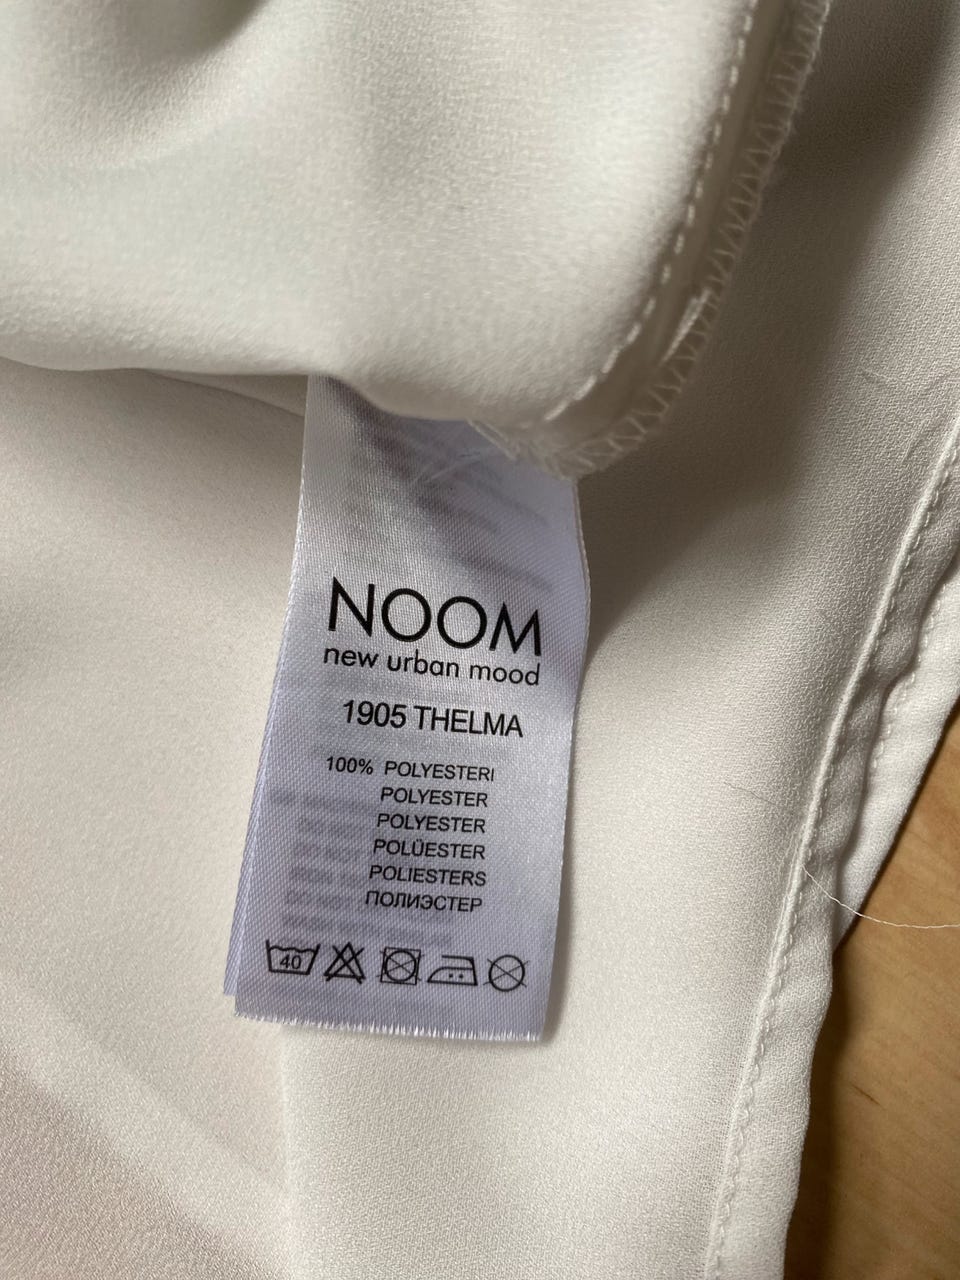 NOOM
new urban mood
1905 THELMA
100% POLYESTERI
POLYESTER
POLYESTER
POLÜESTER
POLIESTERS
ПОЛИЭСТЕР
40